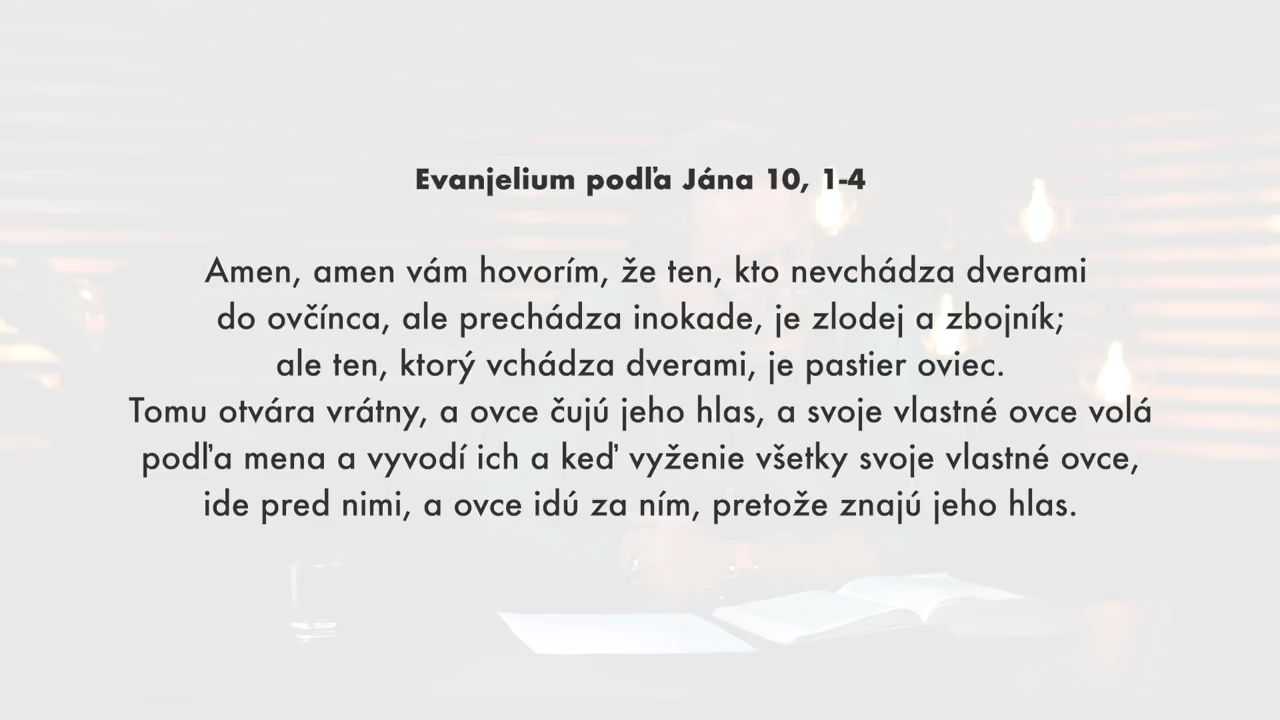 Evanjelium podľa Jána 10, 1-4
Amen, amen vám hovorím, že ten, kto nevchádza dverami
do ovčínca, ale prechádza inokade, je zlodej a zbojník;
ale ten, ktorý vchádza dverami, je pastier oviec.
Tomu otvára vrátny, a ovce čujú jeho hlas, a svoje vlastné ovce volá
podľa mena a vyvodí ich a keď vyženie všetky svoje vlastné ovce,
ide pred nimi, a ovce idú za ním, pretože znajú jeho hlas.